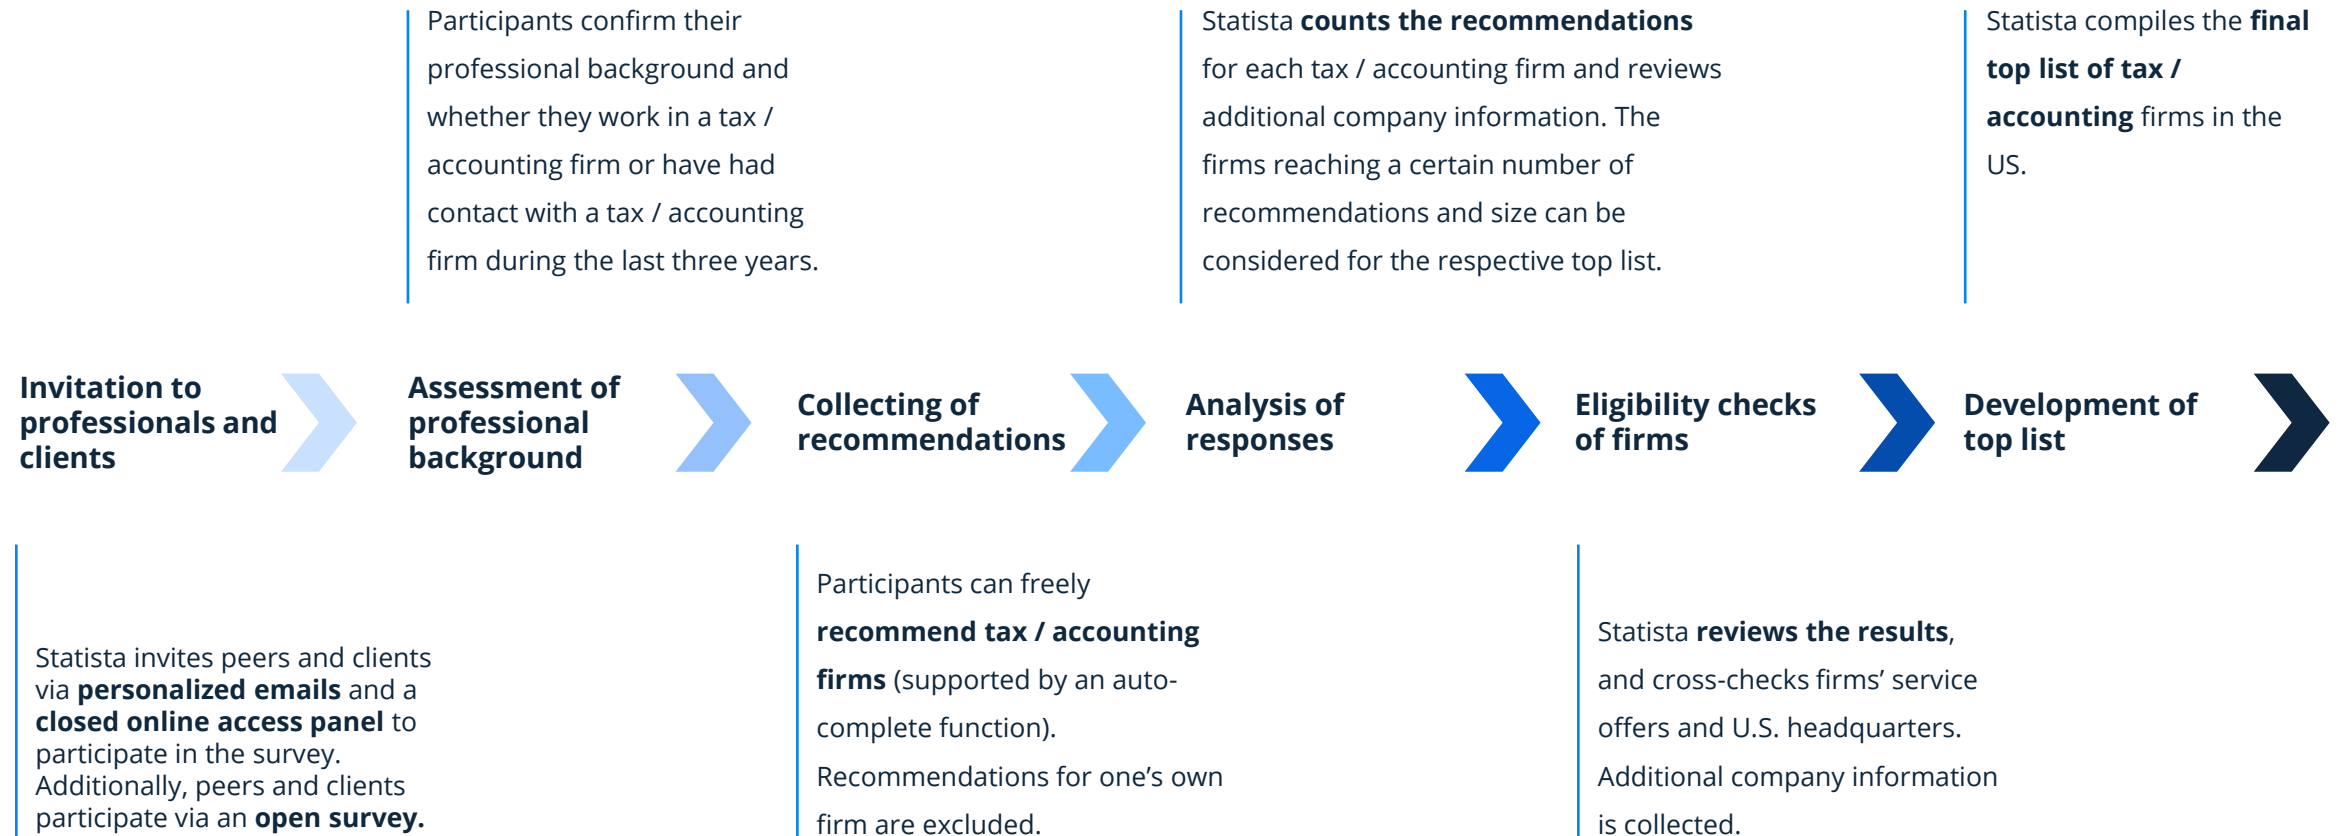 Participants confirm their
professional background and
whether they work in a tax /
accounting firm or have had
contact with a tax / accounting
firm during the last three years.
Statista counts the recommendations
for each tax / accounting firm and reviews
additional company information. The
firms reaching a certain number of
recommendations and size can be
considered for the respective top list.
Statista compiles the final
top list of tax /
accounting firms in the
US.
Invitation to
professionals and
clients
Assessment of
professional
background
Collecting of
recommendations
Analysis of
responses
Eligibility checks
of firms
Development of
top list
Statista invites peers and clients
via personalized emails and a
closed online access panel to
participate in the survey.
Additionally, peers and clients
participate via an open survey.
Participants can freely
recommend tax / accounting
firms (supported by an auto-
complete function).
Recommendations for one’s own
firm are excluded.
Statista reviews the results,
and cross-checks firms’ service
offers and U.S. headquarters.
Additional company information
is collected.